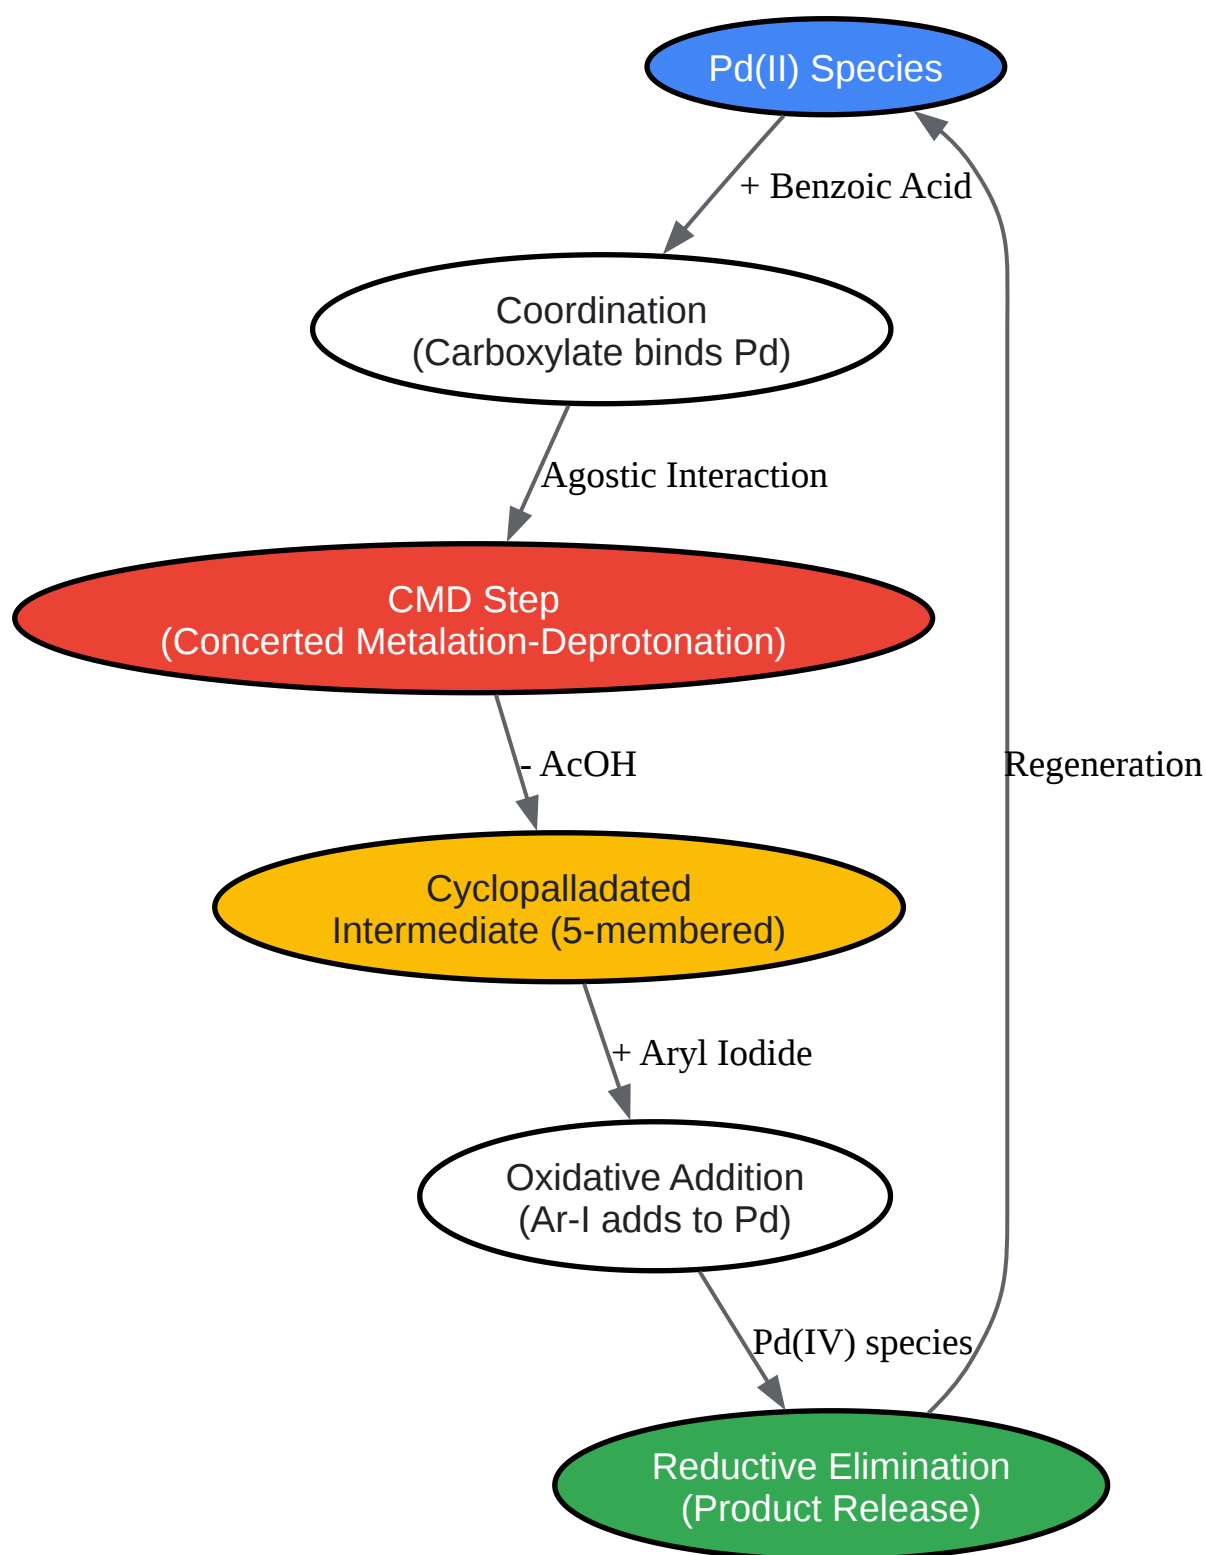 Pd(II) Species
+ Benzoic Acid
Coordination
(Carboxylate binds Pd)
Agostic Interaction
CMD Step
(Concerted Metalation-Deprotonation)
- AcOH
Regeneration
Cyclopalladated
Intermediate (5-membered)
+ Aryl Iodide
Oxidative Addition
(Ar-I adds to Pd)
Pd(IV) species
Reductive Elimination
(Product Release)